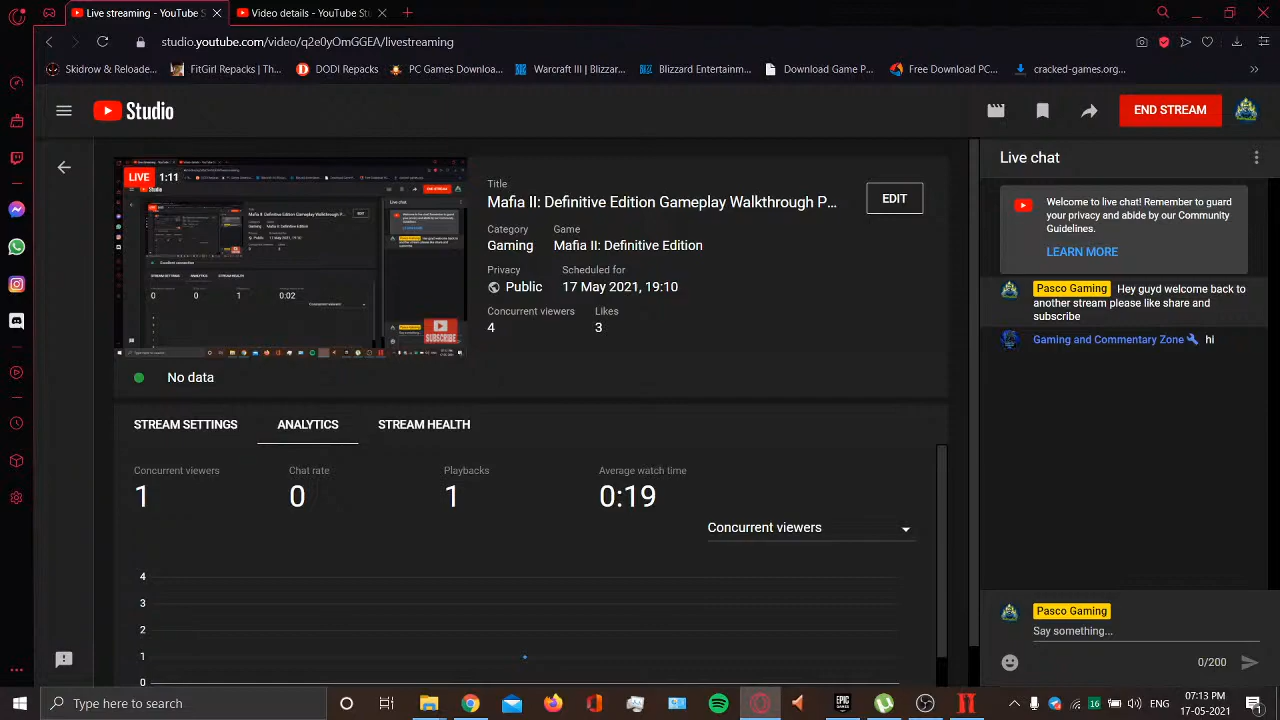 Live streaming - YouTube S
Video details - YouTube Stu
studio.youtube.com/video/q2e0yOmGGEA/livestreaming
Skidrow & Reloade...
FitGirl Repacks | Th...
DODI Repacks
PC Games Downloa...
Warcraft III | Blizzar...
Blizzard Entertainm...
Download Game P...
Free Download PC...
cracked-games.org...
Studio
END STREAM
LIVE 1:11
Title
Mafia II: Definitive Edition Gameplay Walkthrough P...
EDIT
Category Game
Gaming Mafia II: Definitive Edition
Privacy Scheduled for
Public 17 May 2021, 19:10
Concurrent viewers Likes
4 3
No data
STREAM SETTINGS ANALYTICS STREAM HEALTH
Concurrent viewers Chat rate Playbacks Average watch time
1 0 1 0:19
Concurrent viewers
4
3
2
1
0
Live chat
Welcome to live chat! Remember to guard
your privacy and abide by our Community
Guidelines.
LEARN MORE
Pasco Gaming Hey guyd welcome back to
another stream please like share and
subscribe
Gaming and Commentary Zone hi
Pasco Gaming
Say something...
0/200
Type here to search
EPIC GAMES
16
ENG
07:13 PM
17-05-2021